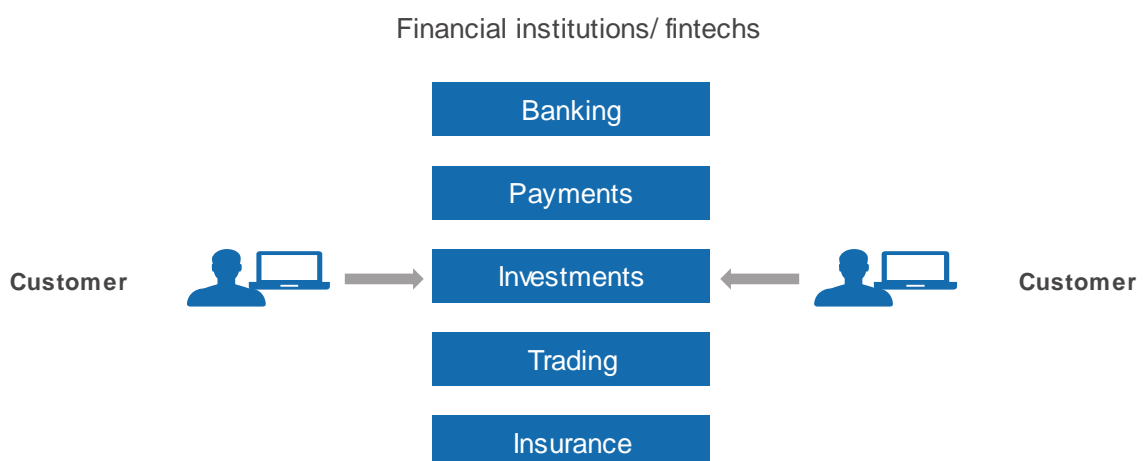 Financial institutions/ fintechs
Banking
Payments
Customer
Investments
Customer
Trading
Insurance